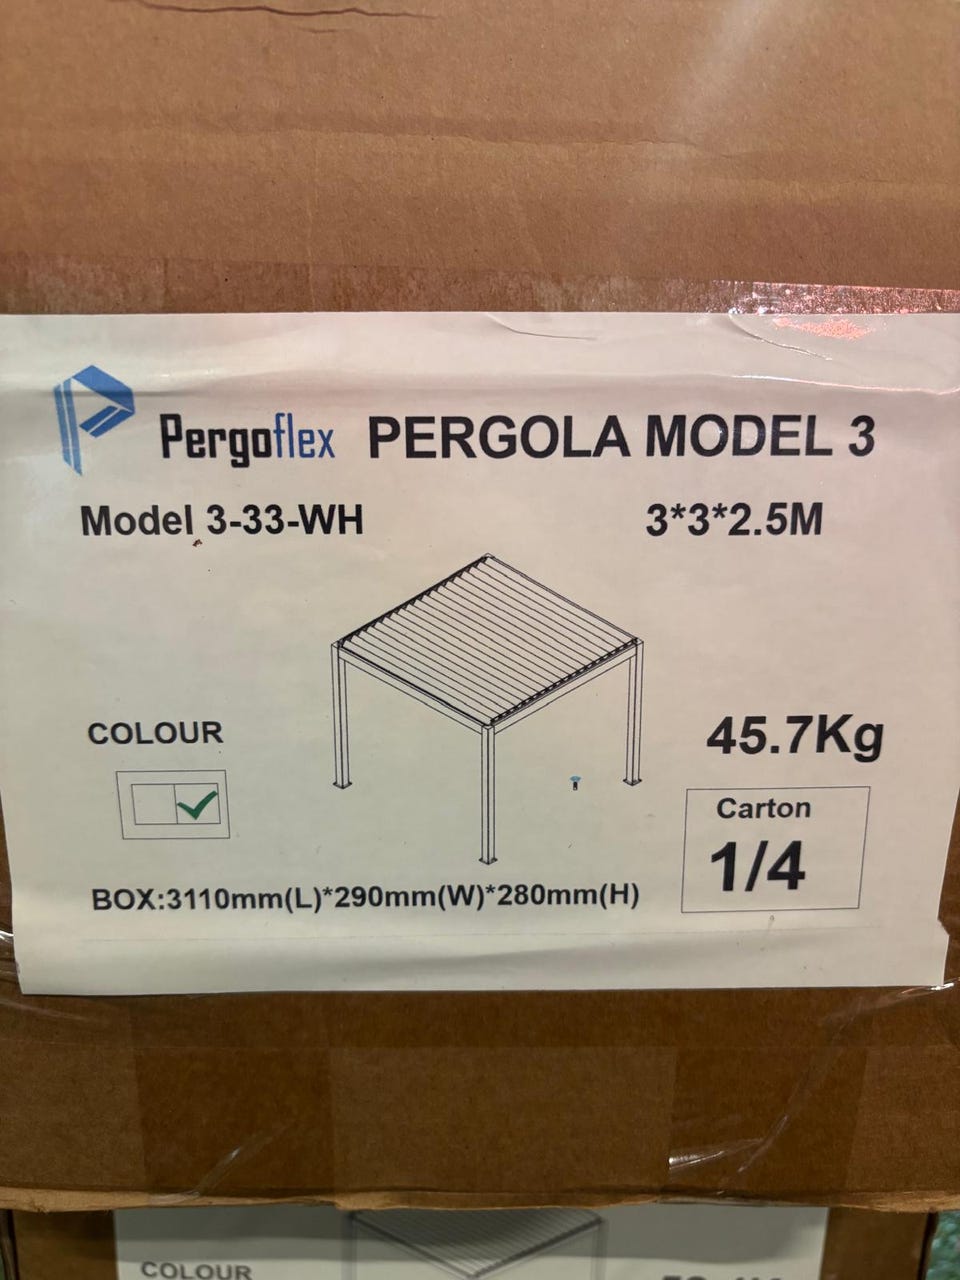 Pergoflex PERGOLA MODEL 3
Model 3-33-WH 3*3*2.5M
COLOUR
45.7Kg
Carton
1/4
BOX:3110mm(L)*290mm(W)*280mm(H)
COLOUR